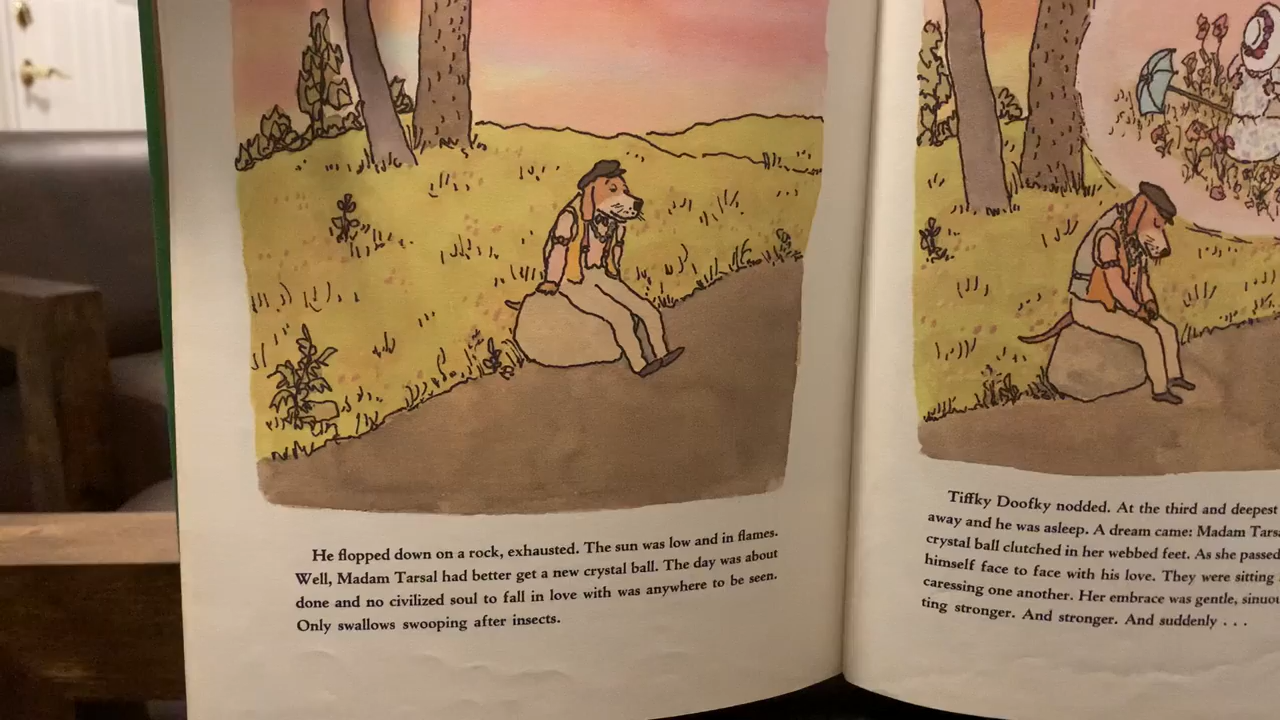 He flopped down on a rock, exhausted. The sun was low and in flames.
Well, Madam Tarsal had better get a new crystal ball. The day was about
done and no civilized soul to fall in love with was anywhere to be seen.
Only swallows swooping after insects.
Tiffky Doofky nodded. At the third and deepest
away and he was asleep. A dream came: Madam
crystal ball clutched in her webbed feet. As she passed
himself face to face with his love. They were sitting
caressing one another. Her embrace was gentle,
ting stronger. And stronger. And suddenly . . .